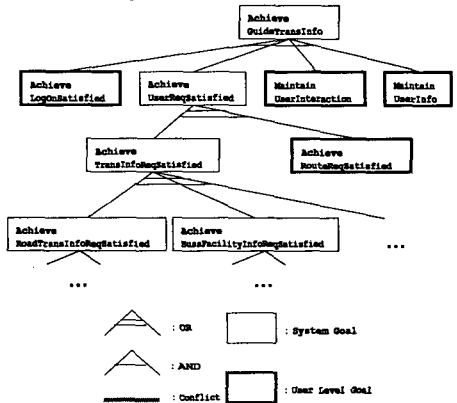 Achieve
GuideTransInfo
Achieve
LogOnSatisfied
Achieve
UserReqSatisfied
Maintain
UserInteraction
Maintain
UserInfo
Achieve
TransInfoReqSatisfied
Achieve
RouteReqSatisfied
Achieve
RoadTransInfoReqSatisfied
Achieve
BussFacilityInfoReqSatisfied
...
...
...
: OR
: System Goal
: AND
: Conflict
: User Level Goal